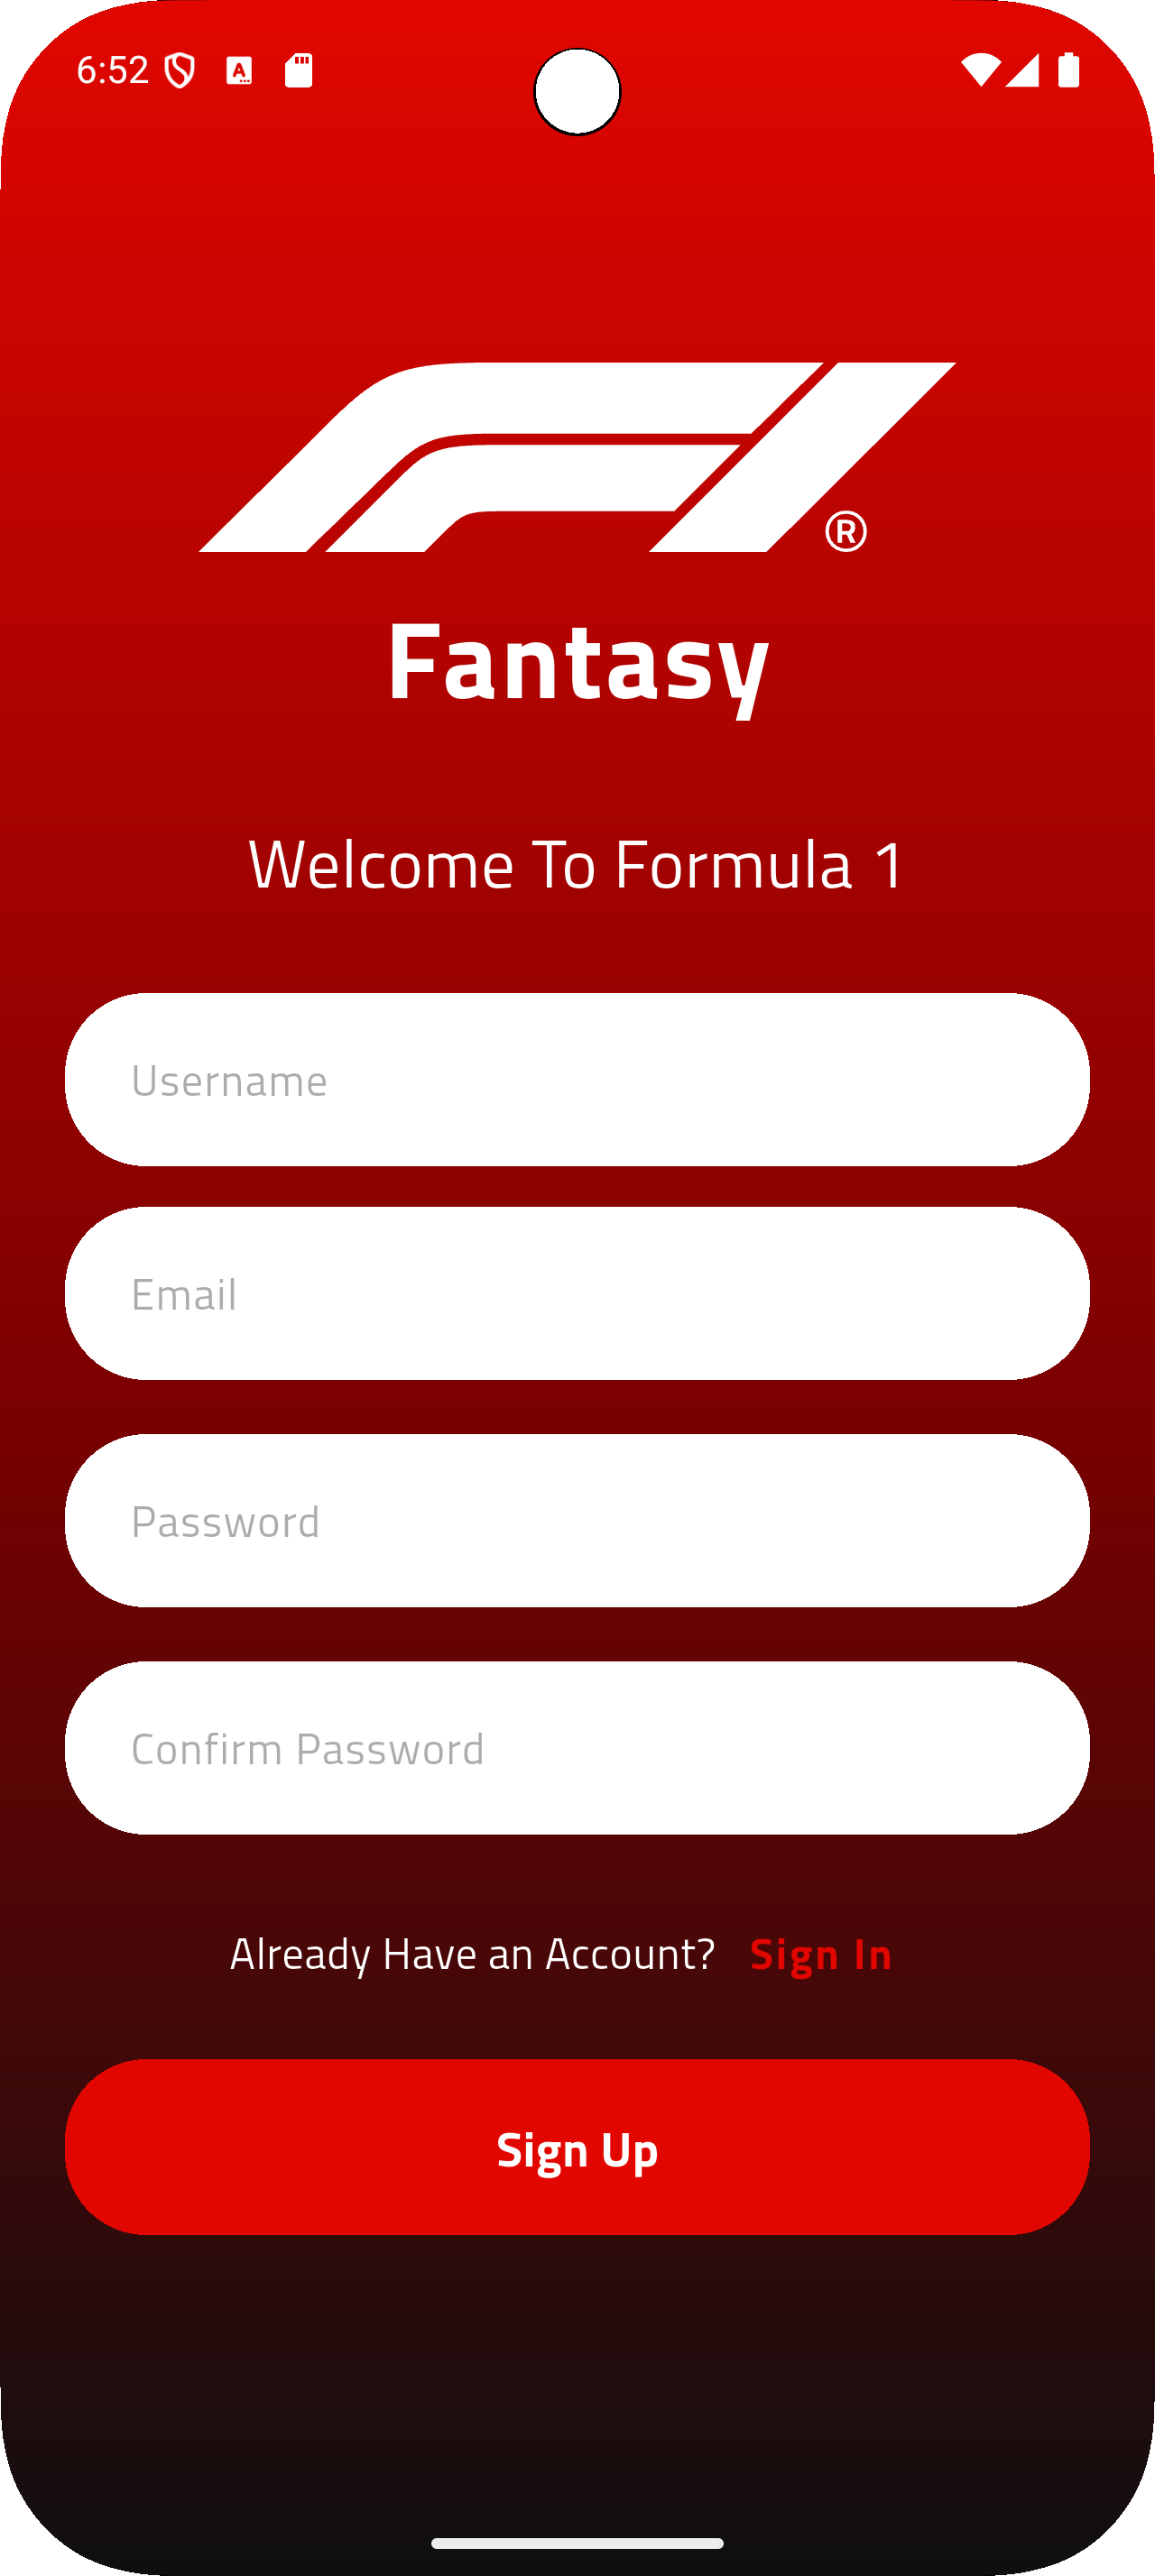 6:52
F1®
Fantasy
Welcome To Formula 1
Username
Email
Password
Confirm Password
Already Have an Account? Sign In
Sign Up